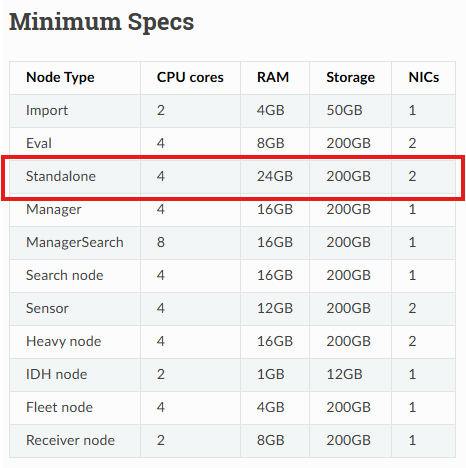 Minimum Specs
Node Type CPU cores RAM Storage NICs
Import 2 4GB 50GB 1
Eval 4 8GB 200GB 2
Standalone 4 24GB 200GB 2
Manager 4 16GB 200GB 1
ManagerSearch 8 16GB 200GB 1
Search node 4 16GB 200GB 1
Sensor 4 12GB 200GB 2
Heavy node 4 16GB 200GB 2
IDH node 2 1GB 12GB 1
Fleet node 4 4GB 200GB 1
Receiver node 2 8GB 200GB 1